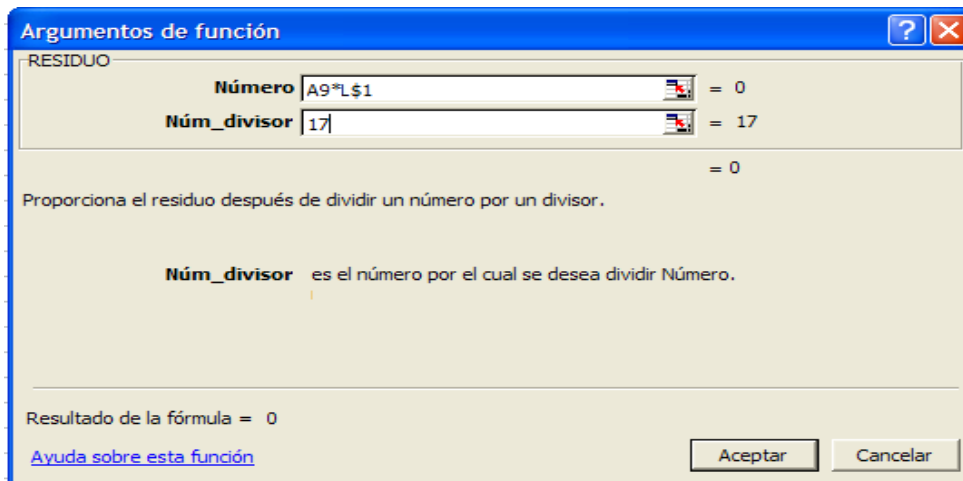 Argumentos de función
RESIDUO
Número A9*L$1 = 0
Núm_divisor 17 = 17
= 0
Proporciona el residuo después de dividir un número por un divisor.
Núm_divisor es el número por el cual se desea dividir Número.
Resultado de la fórmula = 0
Ayuda sobre esta función Aceptar Cancelar